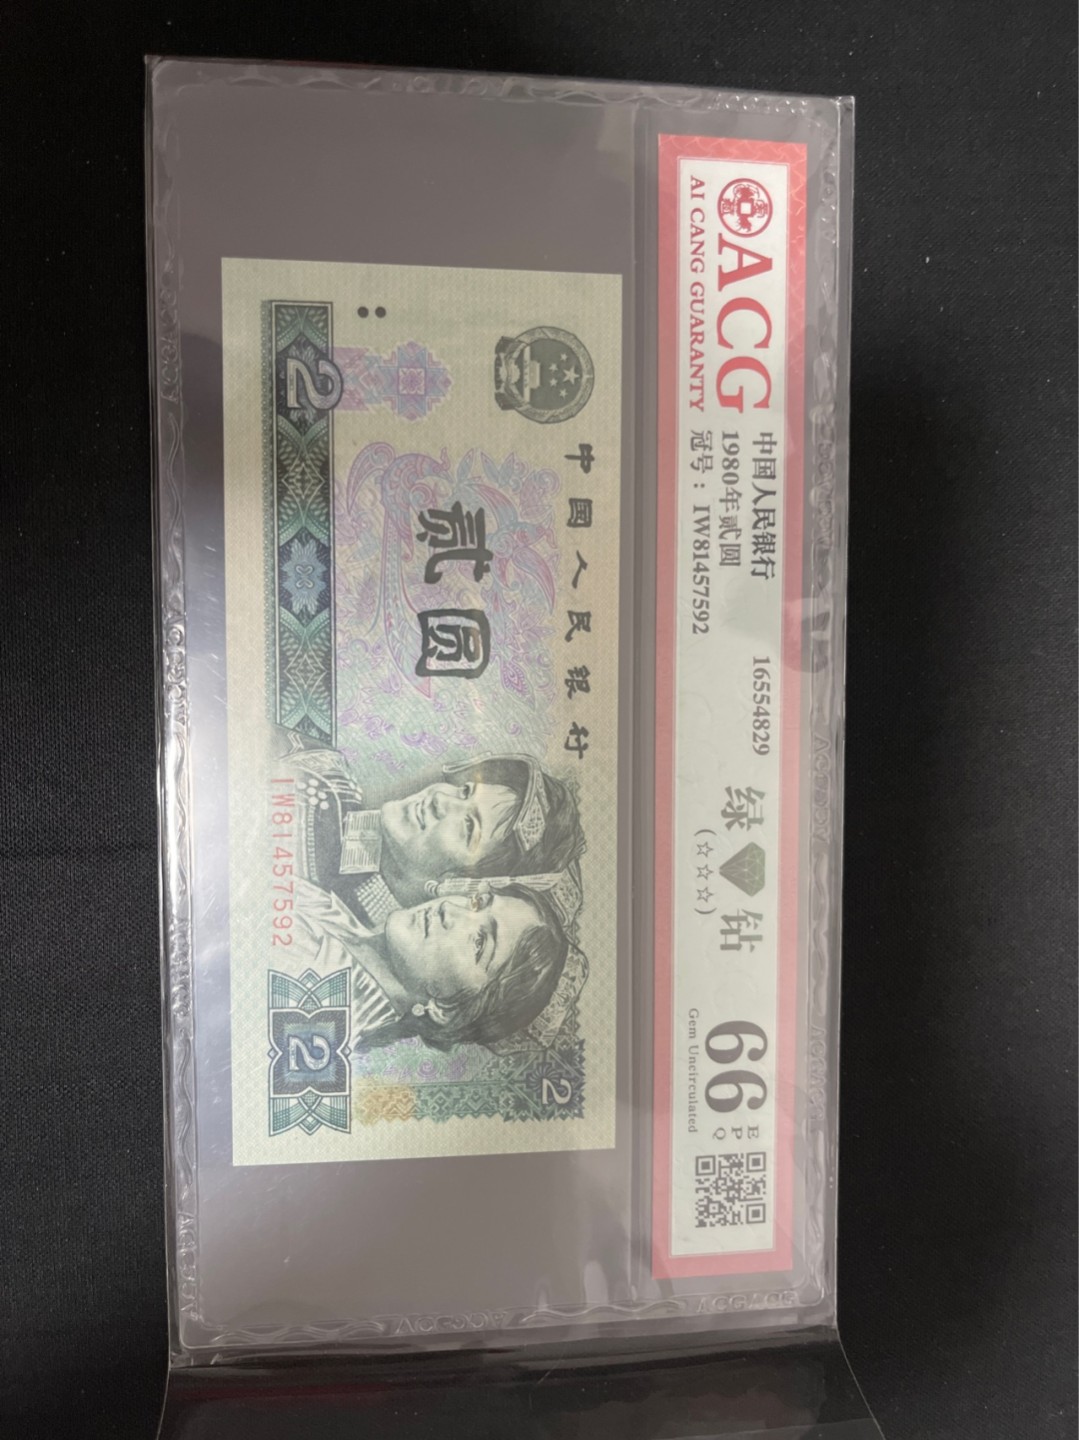 ACG
AI CANG GUARANTY
中国人民银行 16554829
1980年贰圆
冠号：IW81457592
绿 钻
(☆☆☆)
66 EPQ
Gem Uncirculated
中国人民银行
贰圆
2
IW81457592
2
2
ACGACG